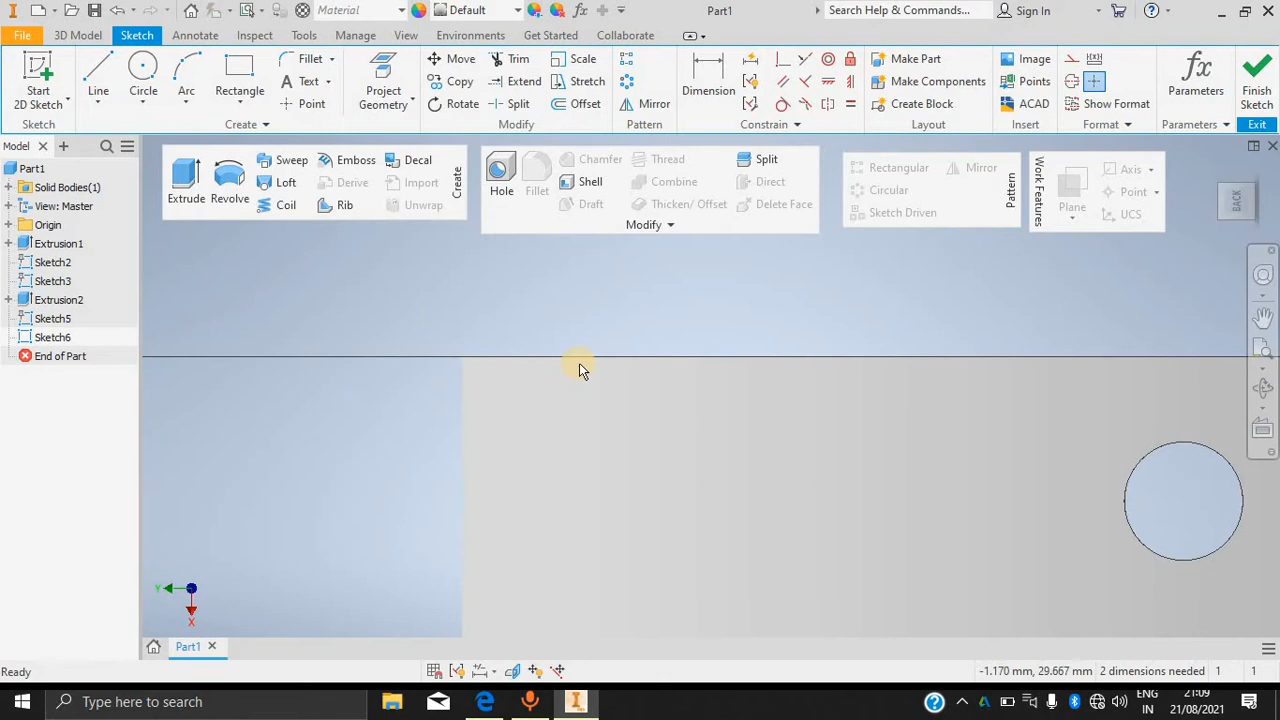 Material
Default
Part1
Search Help & Commands...
Sign In
File
3D Model
Sketch
Annotate
Inspect
Tools
Manage
View
Environments
Get Started
Collaborate
Start
2D Sketch
Line
Circle
Arc
Rectangle
Fillet
Text
Point
Project
Geometry
Move
Copy
Rotate
Trim
Extend
Split
Scale
Stretch
Offset
Mirror
Dimension
Make Part
Make Components
Create Block
Image
Points
ACAD
Show Format
fx
Parameters
Finish
Sketch
Sketch
Create
Modify
Pattern
Constrain
Layout
Insert
Format
Parameters
Exit
Model
Part1
Solid Bodies(1)
View: Master
Origin
Extrusion1
Sketch2
Sketch3
Extrusion2
Sketch5
Sketch6
End of Part
Extrude
Revolve
Sweep
Loft
Coil
Emboss
Derive
Rib
Decal
Import
Unwrap
Create
Hole
Fillet
Chamfer
Shell
Draft
Thread
Combine
Thicken/ Offset
Split
Direct
Delete Face
Modify
Rectangular
Mirror
Circular
Sketch Driven
Pattern
Work Features
Plane
Axis
Point
UCS
BACK
Y
X
Part1
Ready
-1.170 mm, 29.667 mm
2 dimensions needed
1
1
Type here to search
ENG
IN
21:09
21/08/2021